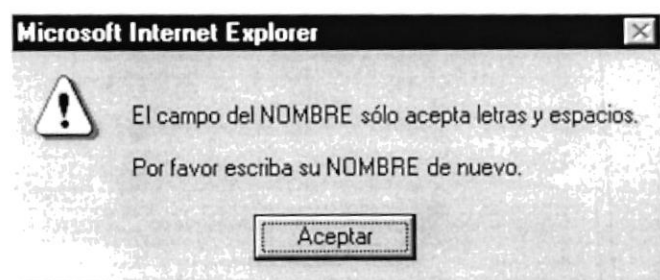 Microsoft Internet Explorer
El campo del NOMBRE sólo acepta letras y espacios.
Por favor escriba su NOMBRE de nuevo.
Aceptar